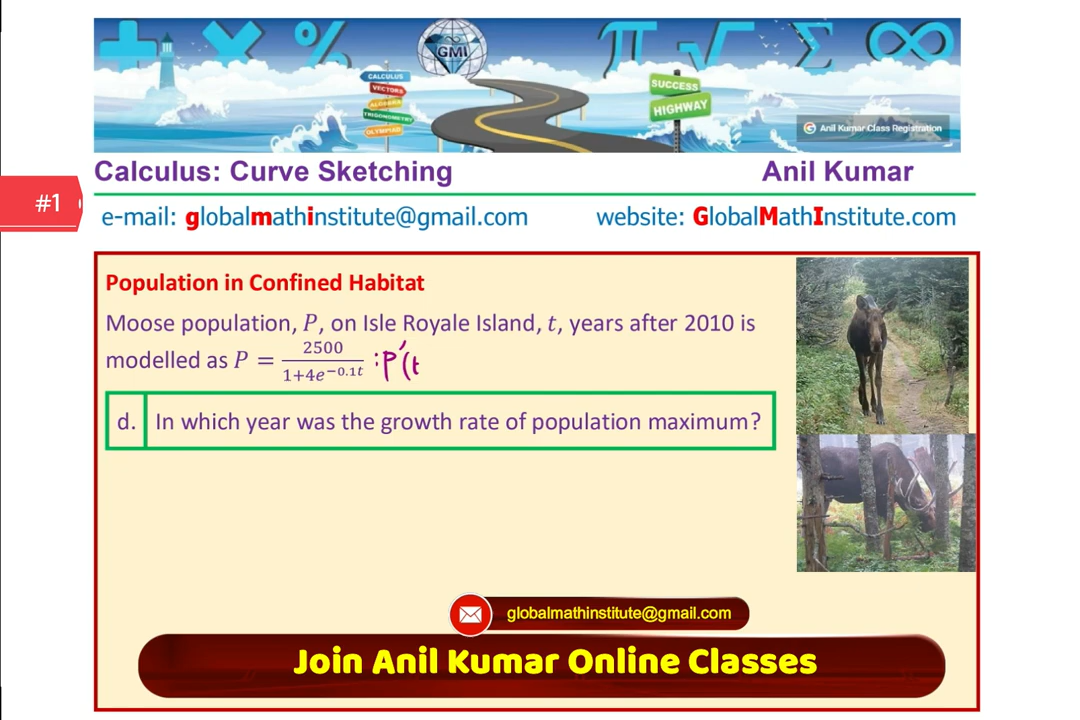 GMI
CALCULUS
VECTORS
ALGEBRA
TRIGONOMETRY
OLYMPIAD
SUCCESS
HIGHWAY
Anil Kumar Class Registration
Calculus: Curve Sketching Anil Kumar
#1
e-mail: globalmathinstitute@gmail.com website: GlobalMathInstitute.com
Population in Confined Habitat
Moose population, P, on Isle Royale Island, t, years after 2010 is
modelled as P = 2500/(1+4e^{-0.1t}) : P'(t
d. In which year was the growth rate of population maximum?
globalmathinstitute@gmail.com
Join Anil Kumar Online Classes